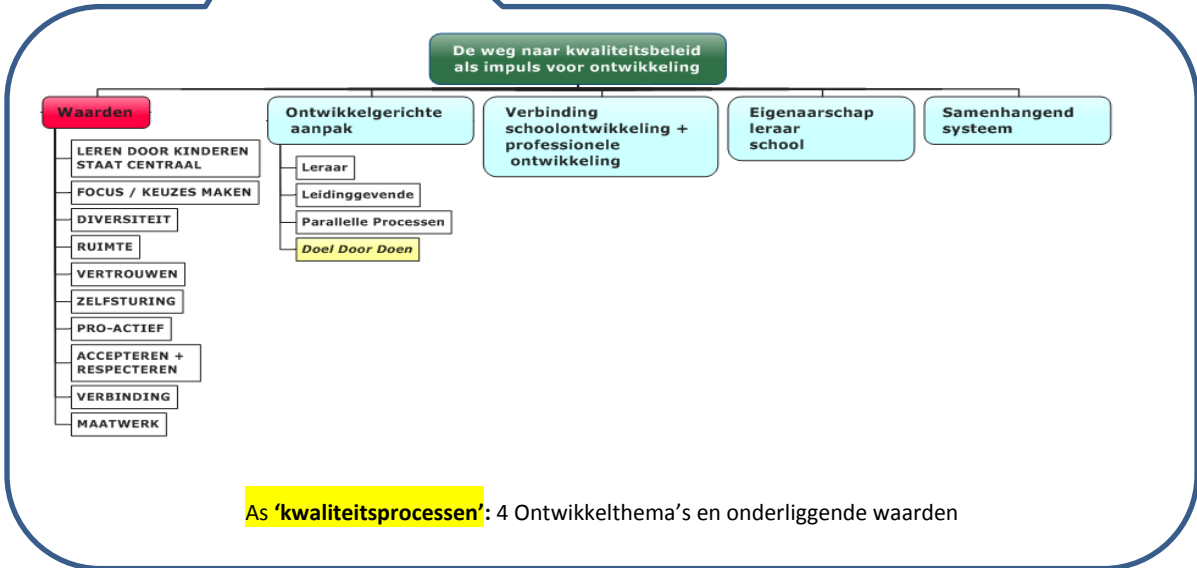 De weg naar kwaliteitsbeleid
als impuls voor ontwikkeling
Waarden
LEREN DOOR KINDEREN
STAAT CENTRAAL
FOCUS / KEUZES MAKEN
DIVERSITEIT
RUIMTE
VERTROUWEN
ZELFSTURING
PRO-ACTIEF
ACCEPTEREN +
RESPECTEREN
VERBINDING
MAATWERK
Ontwikkelgerichte
aanpak
Leraar
Leidinggevende
Parallelle Processen
Doel Door Doen
Verbinding
schoolontwikkeling +
professionele
ontwikkeling
Eigenaarschap
leraar
school
Samenhangend
systeem
As ‘kwaliteitsprocessen’: 4 Ontwikkelthema’s en onderliggende waarden